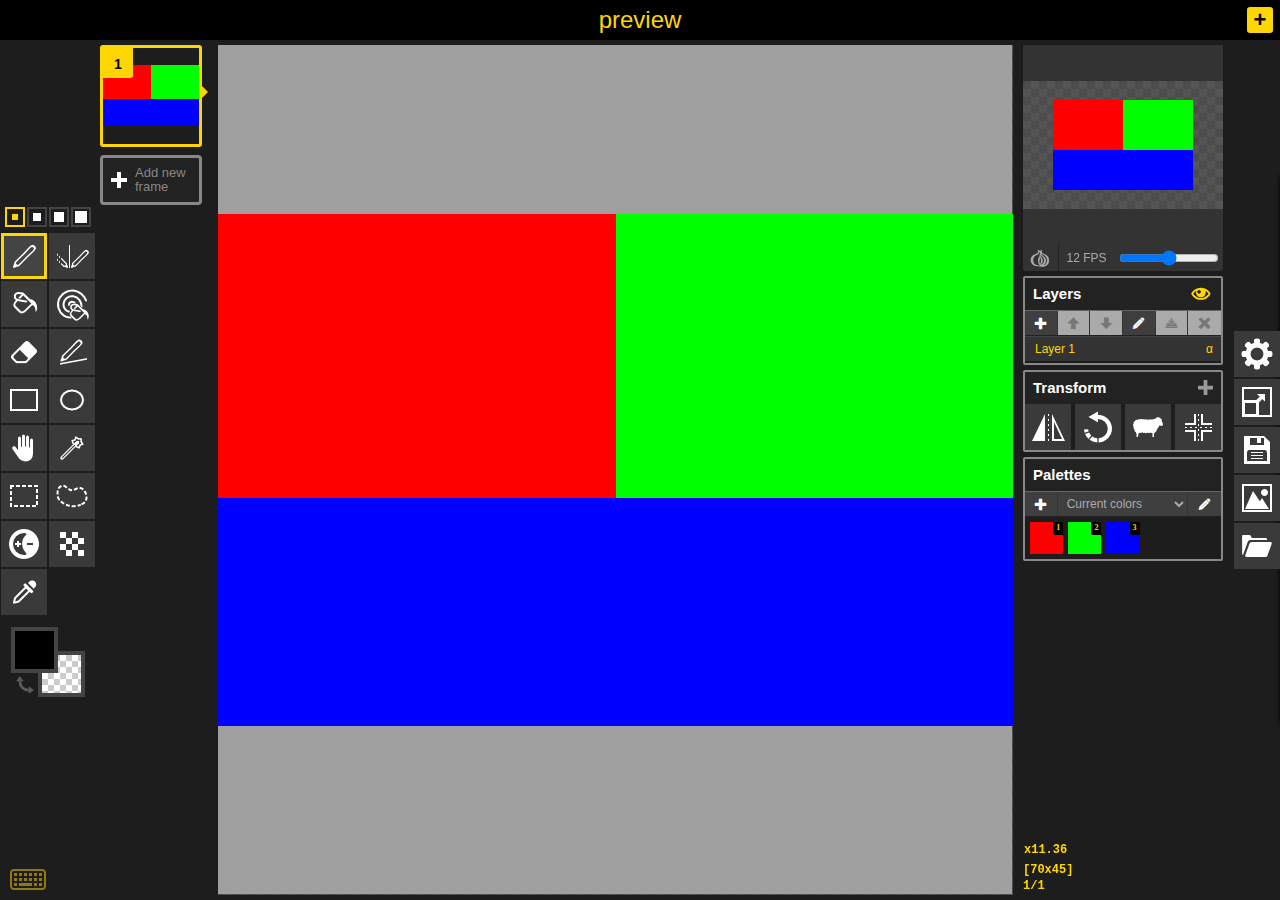 preview
+
1
Add new
frame
12 FPS
Layers
Layer 1
α
Transform
Palettes
Current colors
1
2
3
x11.36
[70x45]
1/1